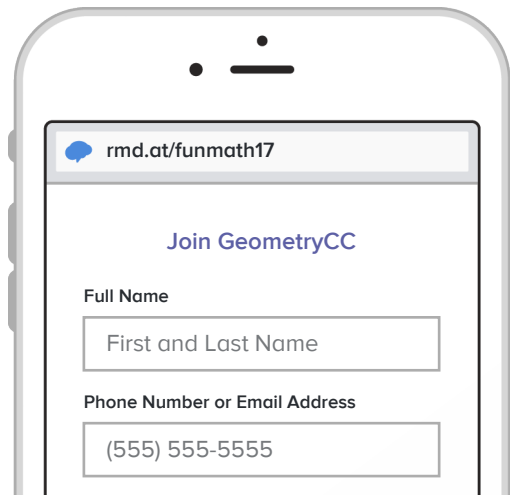 rmd.at/funmath17
Join GeometryCC
Full Name
First and Last Name
Phone Number or Email Address
(555) 555-5555